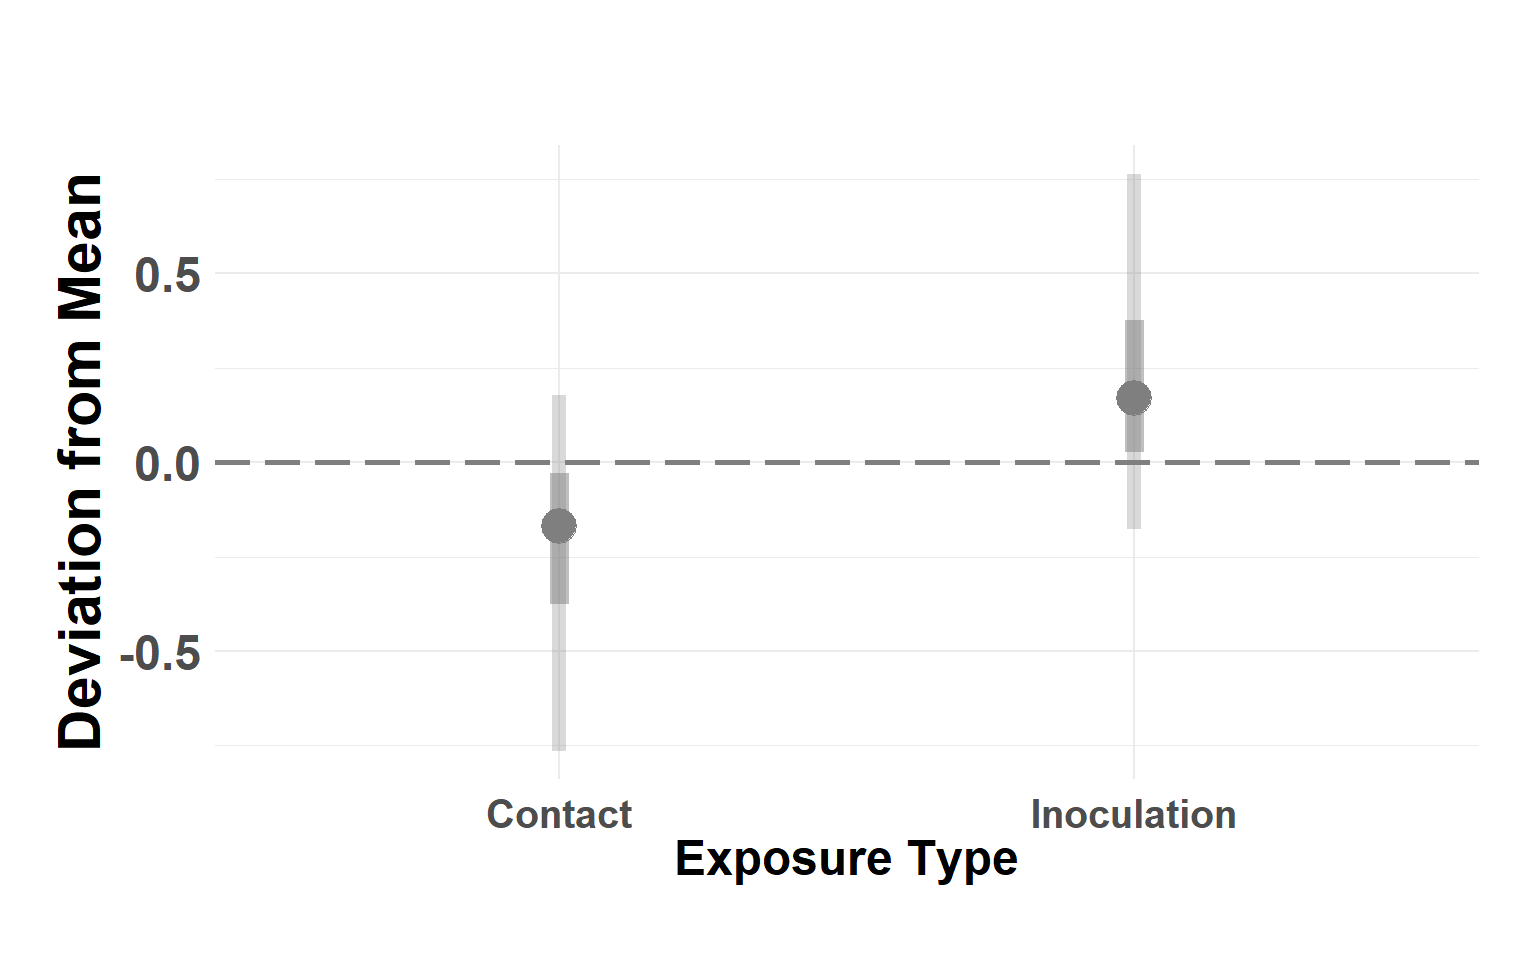 Deviation from Mean
0.5
0.0
-0.5
Contact
Inoculation
Exposure Type